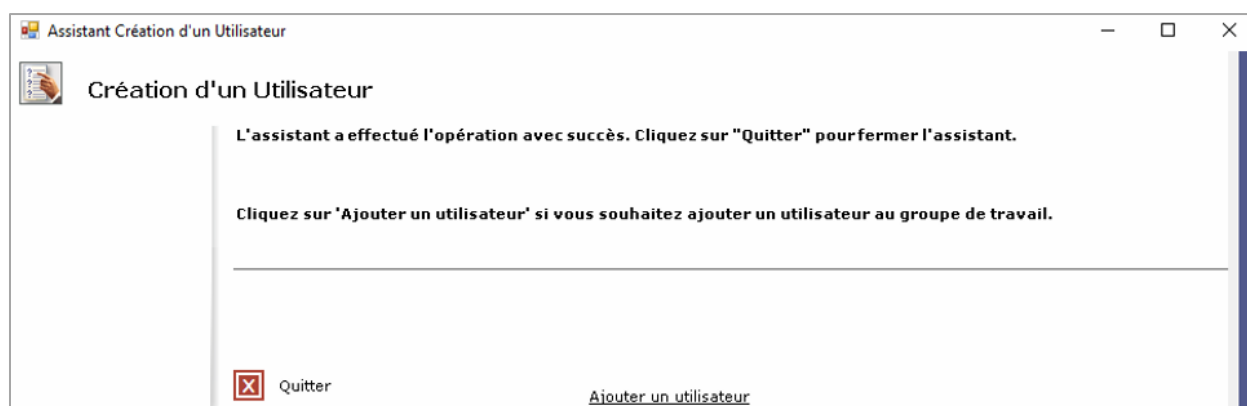 Assistant Création d'un Utilisateur
Création d'un Utilisateur
L'assistant a effectué l'opération avec succès. Cliquez sur "Quitter" pour fermer l'assistant.
Cliquez sur 'Ajouter un utilisateur' si vous souhaitez ajouter un utilisateur au groupe de travail.
Quitter
Ajouter un utilisateur